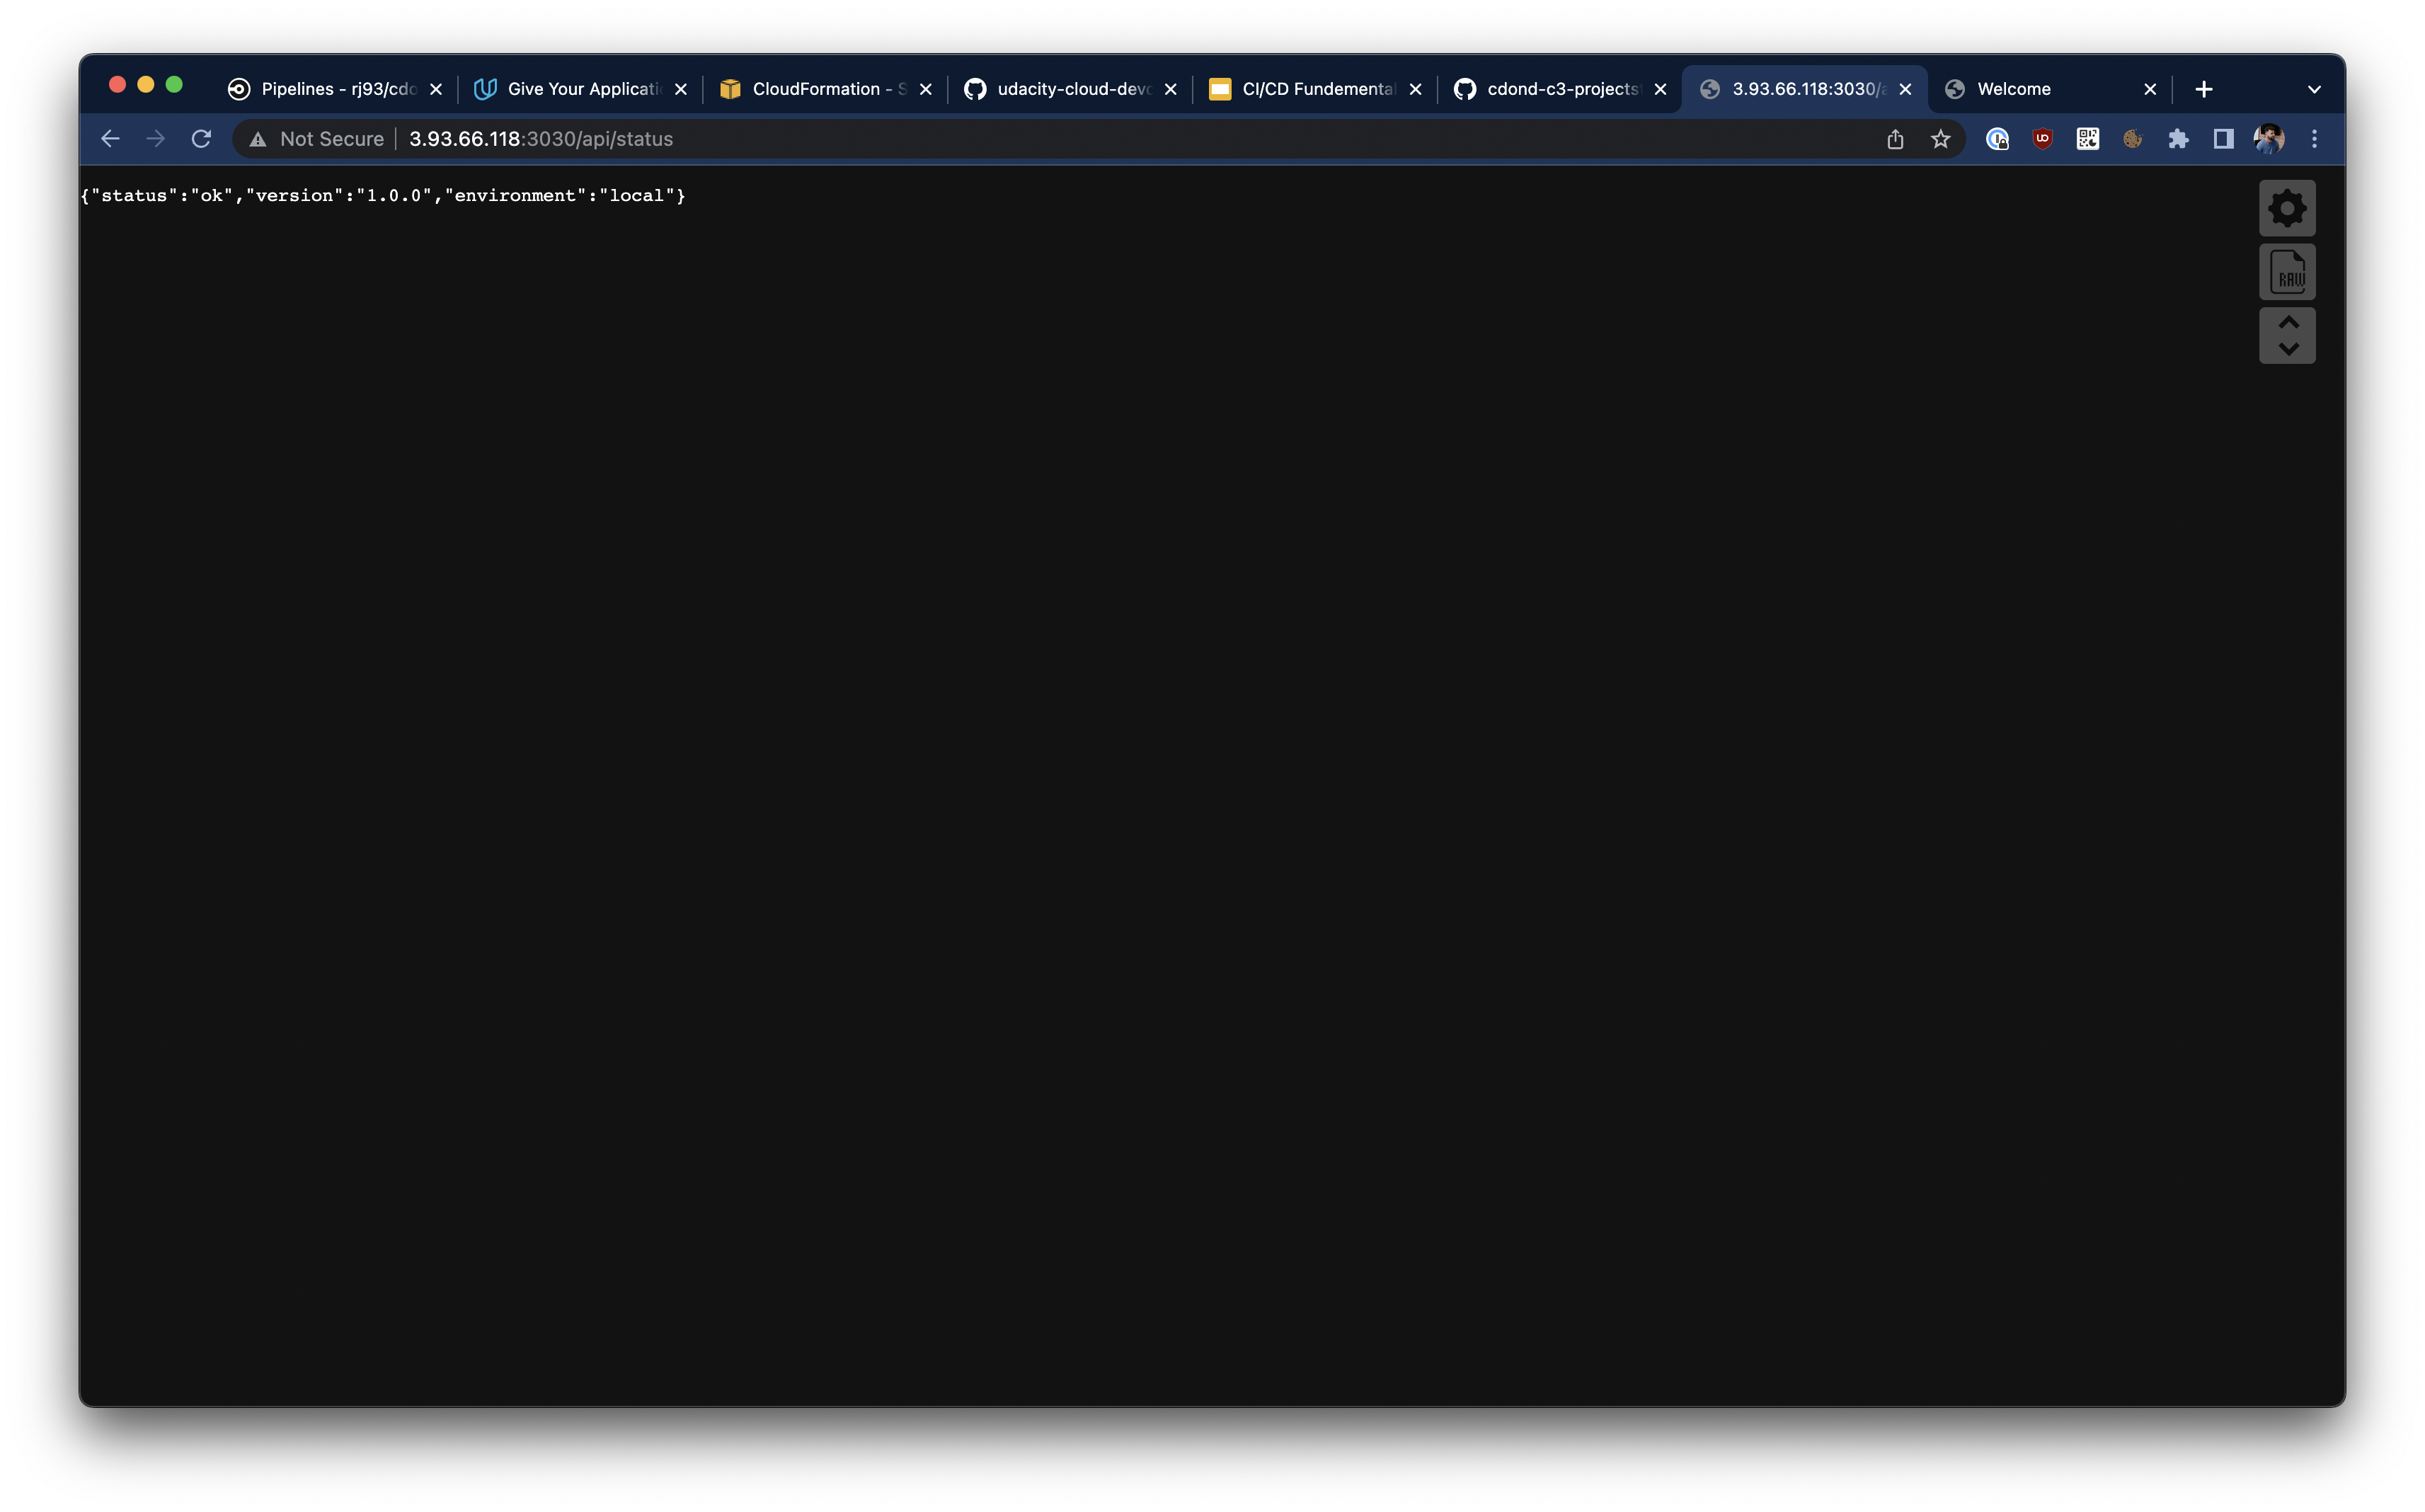 Pipelines - rj93/cdo
Give Your Applicati
CloudFormation - S
udacity-cloud-devo
CI/CD Fundemental
cdond-c3-projectst
3.93.66.118:3030/a
Welcome
Not Secure
3.93.66.118:3030/api/status
{"status":"ok","version":"1.0.0","environment":"local"}
RAW